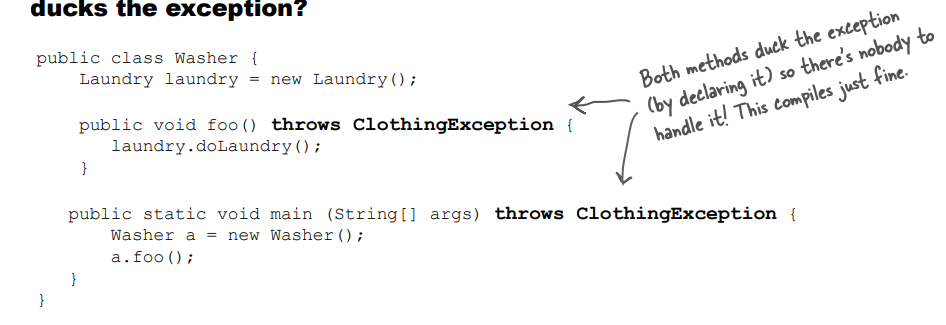 ducks the exception?
public class Washer {
Laundry laundry = new Laundry();
public void foo() throws ClothingException {
laundry.doLaundry();
}
public static void main (String[] args) throws ClothingException {
Washer a = new Washer();
a.foo();
}
}
Both methods duck the exception
(by declaring it) so there's nobody to
handle it! This compiles just fine.